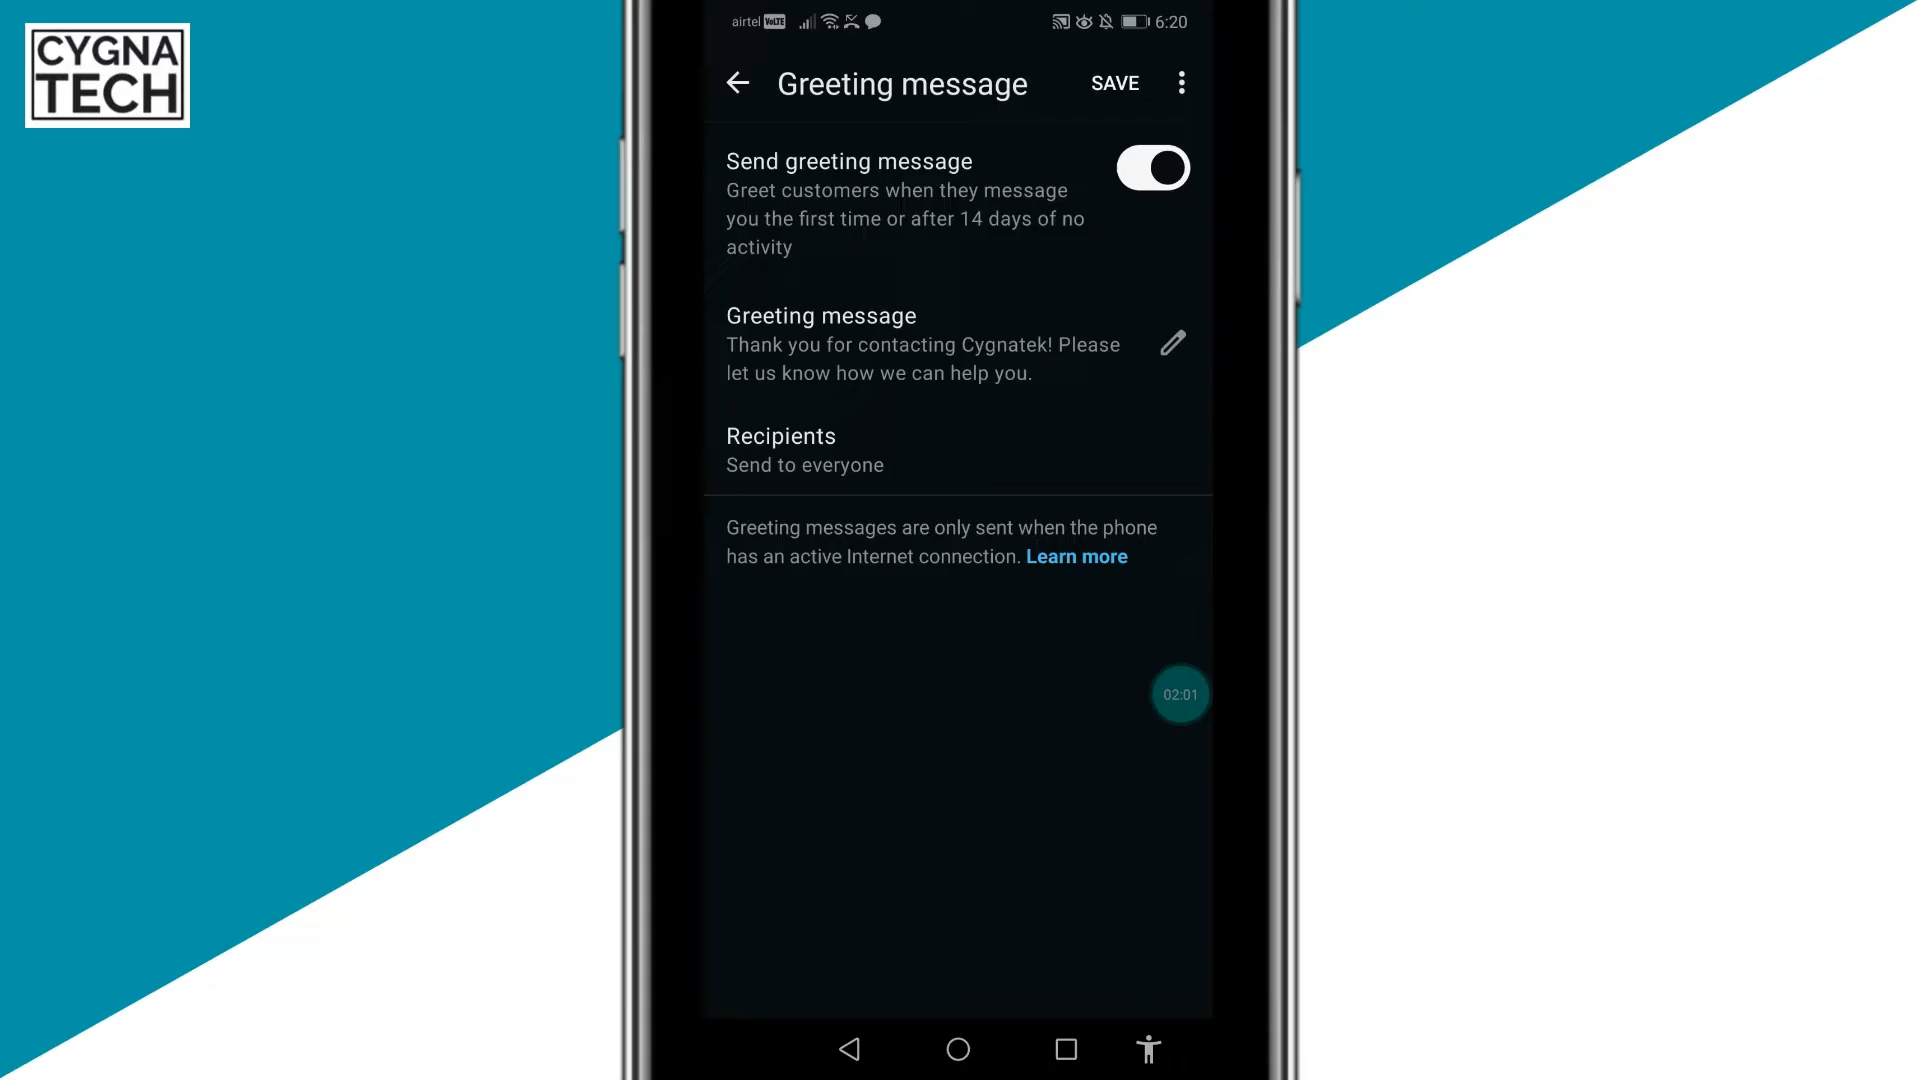 CYGNA
TECH
airtel VoLTE
6:20
Greeting message
SAVE
Send greeting message
Greet customers when they message
you the first time or after 14 days of no
activity
Greeting message
Thank you for contacting Cygnatek! Please
let us know how we can help you.
Recipients
Send to everyone
Greeting messages are only sent when the phone
has an active Internet connection. Learn more
02:01